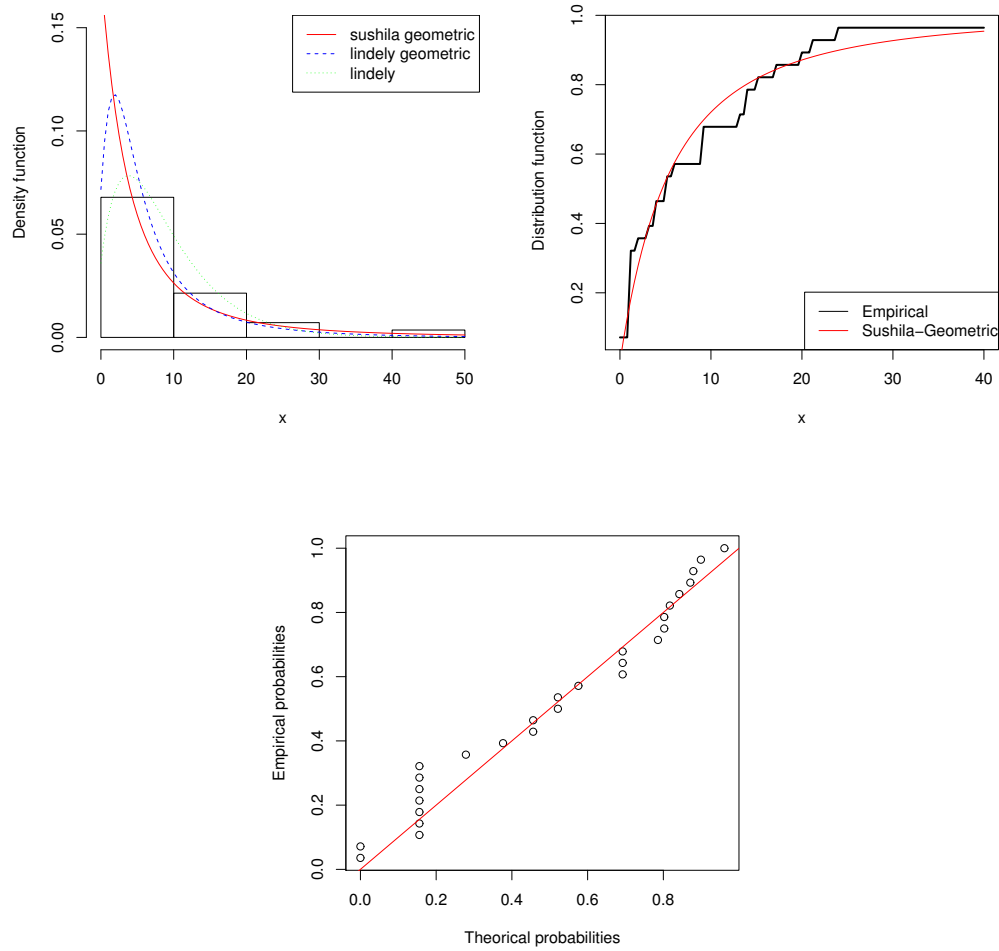 sushila geometric
lindely geometric
lindely
Density function
0.00
0.05
0.10
0.15
0
10
20
30
40
50
x
Empirical
Sushila−Geometric
Distribution function
0.2
0.4
0.6
0.8
1.0
0
10
20
30
40
x
Empirical probabilities
0.0
0.2
0.4
0.6
0.8
1.0
0.0
0.2
0.4
0.6
0.8
Theorical probabilities